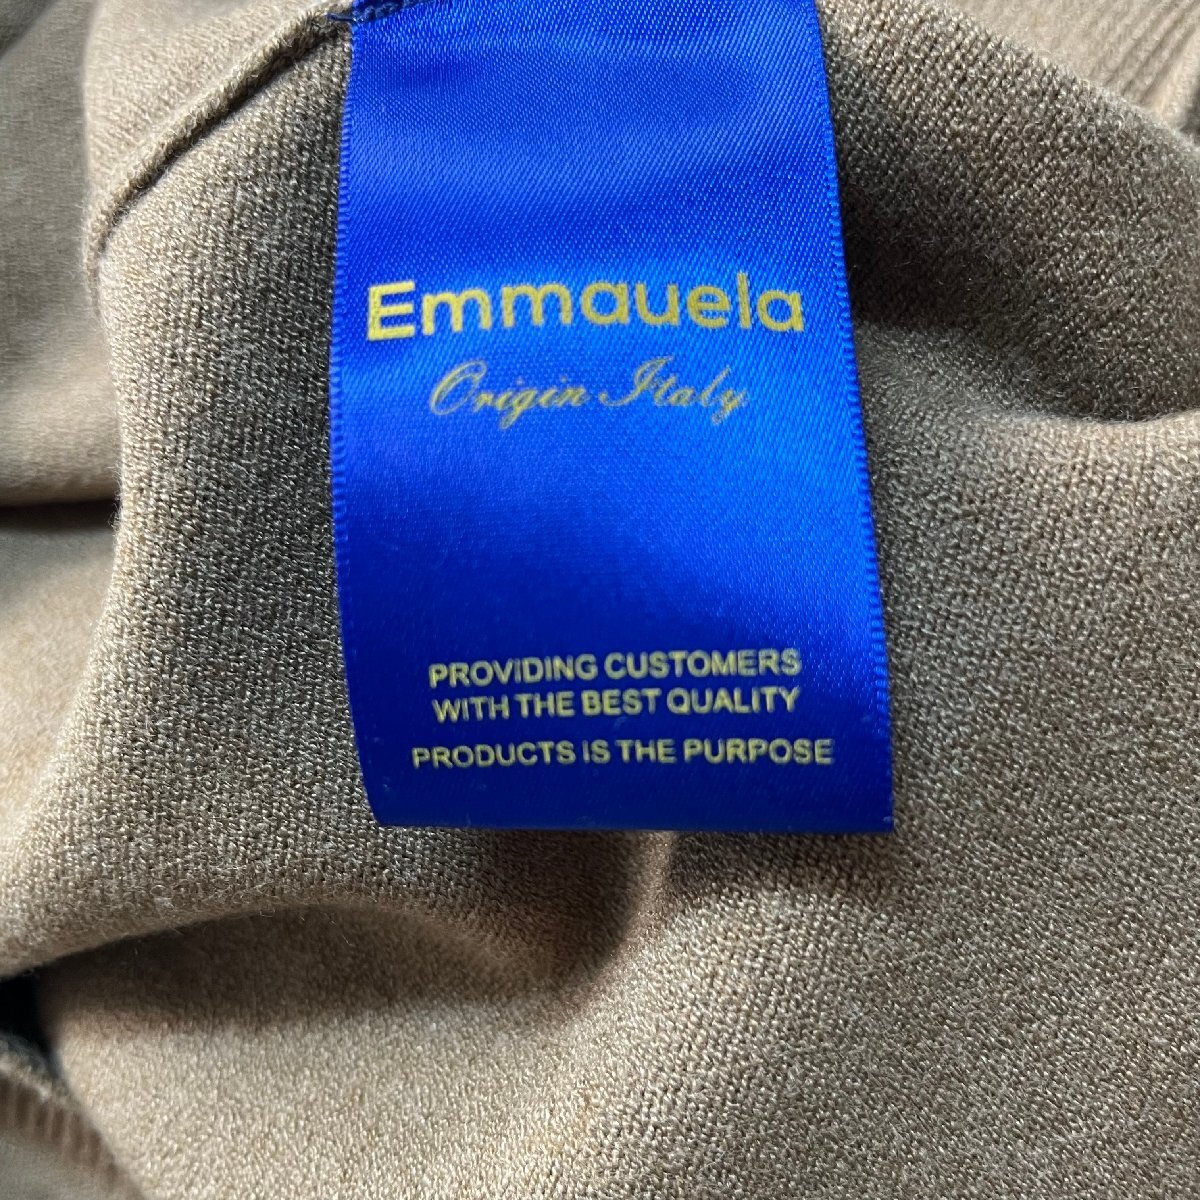 Emmauela
Origin Italy
PROVIDING CUSTOMERS
WITH THE BEST QUALITY
PRODUCTS IS THE PURPOSE